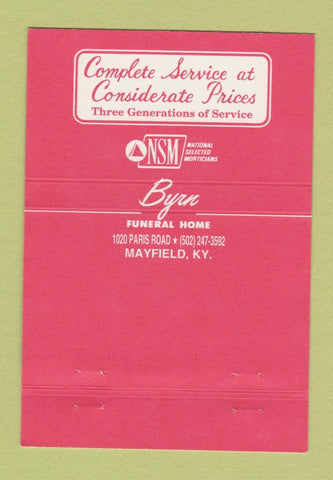 Complete Service at
Considerate Prices
Three Generations of Service
NSM
NATIONAL
SELECTED
MORTICIANS
Byrn
FUNERAL HOME
1020 PARIS ROAD ★ (502) 247-3592
MAYFIELD, KY.